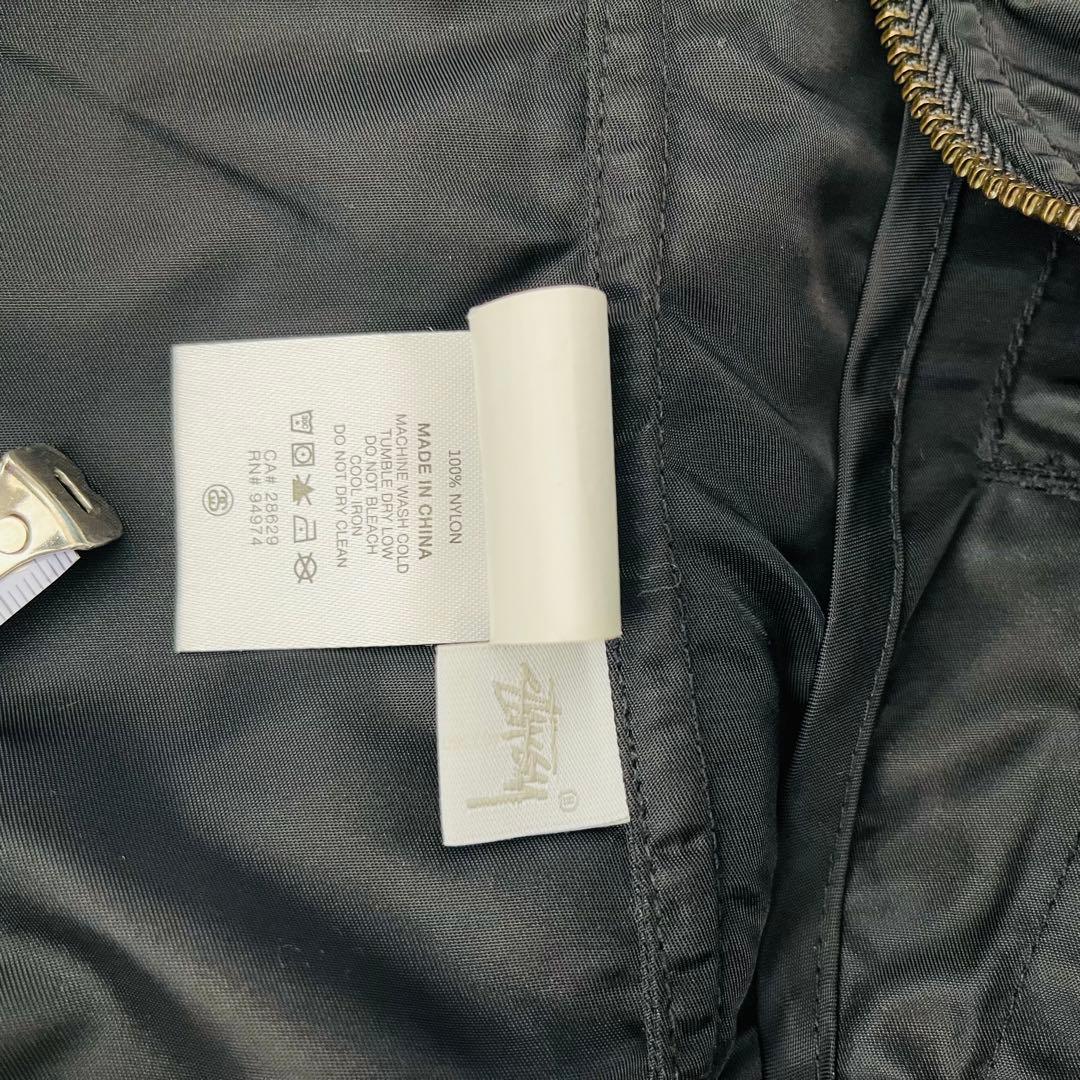 100% NYLON
MADE IN CHINA
MACHINE WASH COLD
TUMBLE DRY LOW
DO NOT BLEACH
COOL IRON
DO NOT DRY CLEAN
CA# 28629
RN# 94974
Stüssy ®